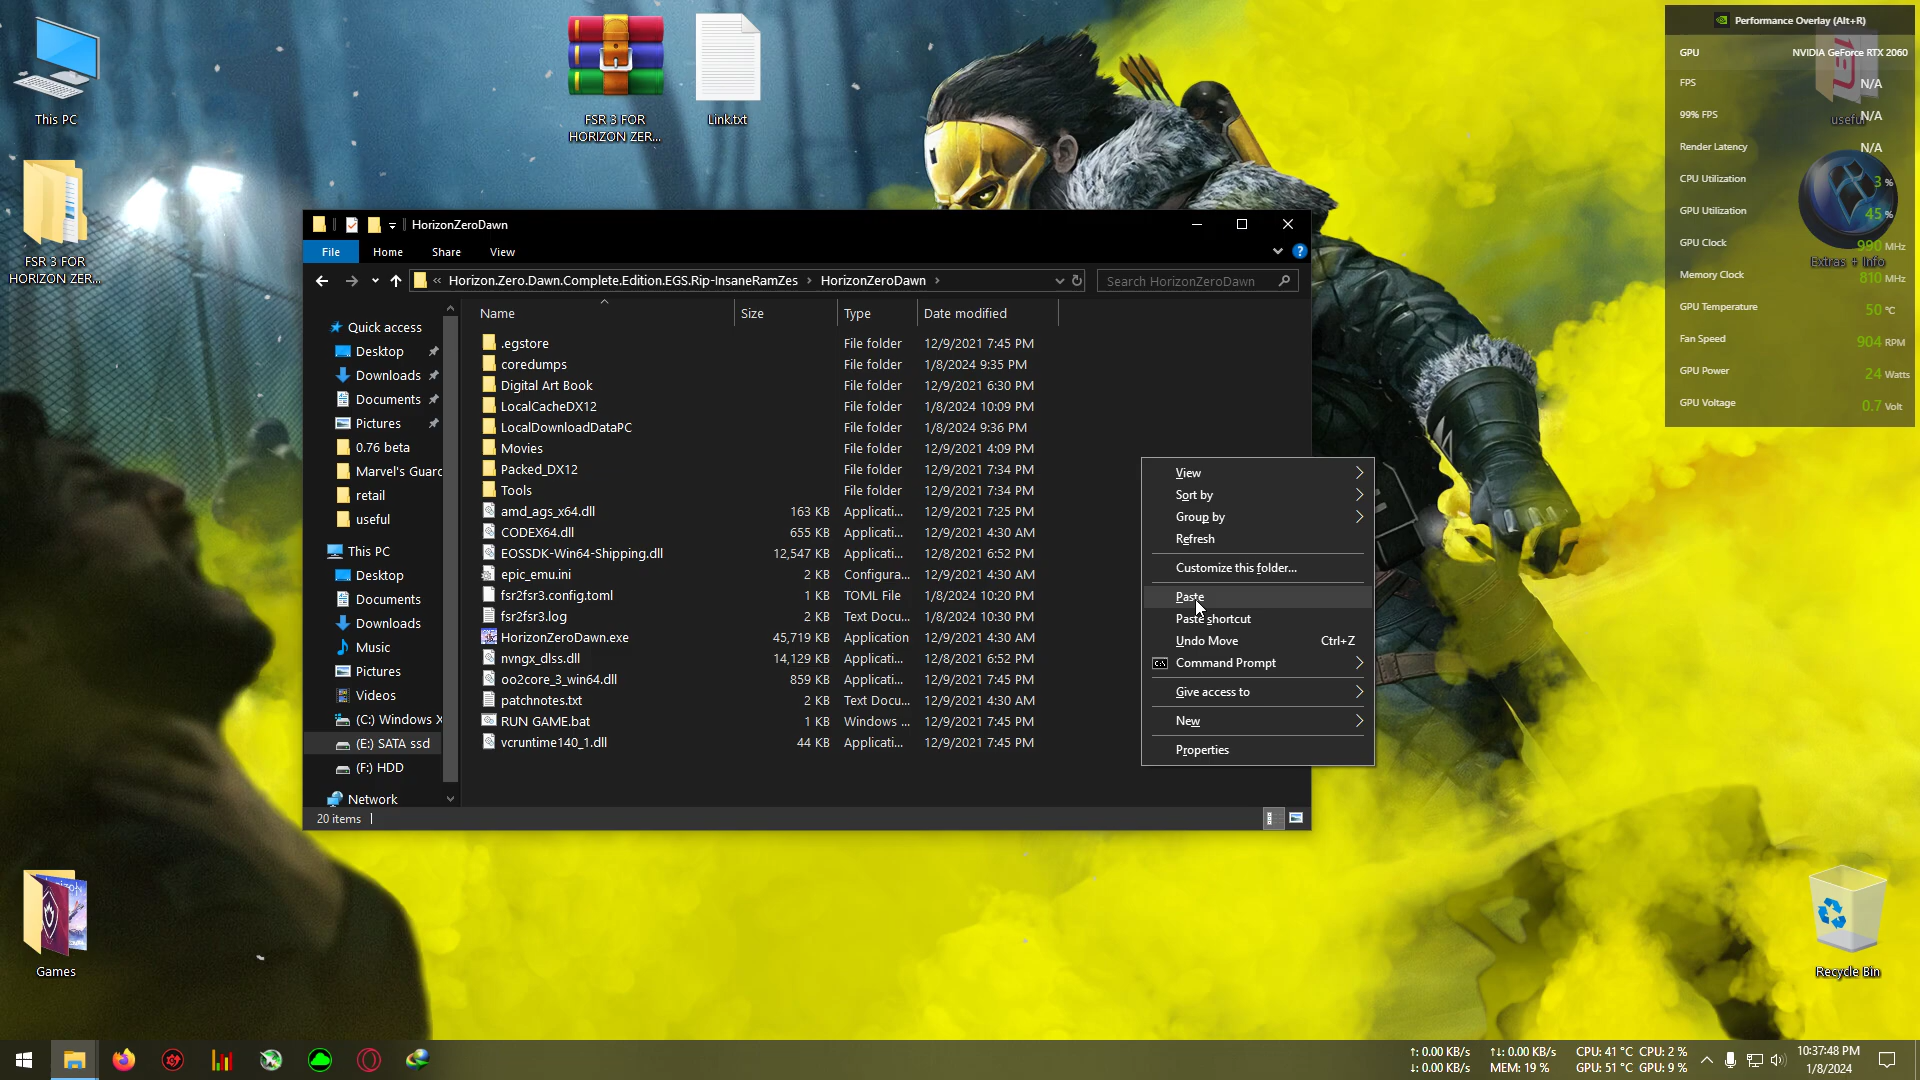 This PC
FSR 3 FOR
HORIZON ZER...
FSR 3 FOR
HORIZON ZER...
Link.txt
Games
Recycle Bin
useful
Extras + Info
Performance Overlay (Alt+R)
GPU NVIDIA GeForce RTX 2060
FPS N/A
99% FPS N/A
Render Latency N/A
CPU Utilization 3 %
GPU Utilization 45 %
GPU Clock 990 MHz
Memory Clock 810 MHz
GPU Temperature 50 °C
Fan Speed 904 RPM
GPU Power 24 Watts
GPU Voltage 0.7 Volt
HorizonZeroDawn
File Home Share View
« Horizon.Zero.Dawn.Complete.Edition.EGS.Rip-InsaneRamZes › HorizonZeroDawn ›
Search HorizonZeroDawn
Quick access
Desktop
Downloads
Documents
Pictures
0.76 beta
Marvel's Guard
retail
useful
This PC
Desktop
Documents
Downloads
Music
Pictures
Videos
(C:) Windows X
(E:) SATA ssd
(F:) HDD
Network
Name Size Type Date modified
.egstore File folder 12/9/2021 7:45 PM
coredumps File folder 1/8/2024 9:35 PM
Digital Art Book File folder 12/9/2021 6:30 PM
LocalCacheDX12 File folder 1/8/2024 10:09 PM
LocalDownloadDataPC File folder 1/8/2024 9:36 PM
Movies File folder 12/9/2021 4:09 PM
Packed_DX12 File folder 12/9/2021 7:34 PM
Tools File folder 12/9/2021 7:34 PM
amd_ags_x64.dll 163 KB Applicati... 12/9/2021 7:25 PM
CODEX64.dll 655 KB Applicati... 12/9/2021 4:30 AM
EOSSDK-Win64-Shipping.dll 12,547 KB Applicati... 12/8/2021 6:52 PM
epic_emu.ini 2 KB Configura... 12/9/2021 4:30 AM
fsr2fsr3.config.toml 1 KB TOML File 1/8/2024 10:20 PM
fsr2fsr3.log 2 KB Text Docu... 1/8/2024 10:30 PM
HorizonZeroDawn.exe 45,719 KB Application 12/9/2021 4:30 AM
nvngx_dlss.dll 14,129 KB Applicati... 12/8/2021 6:52 PM
oo2core_3_win64.dll 859 KB Applicati... 12/9/2021 7:45 PM
patchnotes.txt 2 KB Text Docu... 12/9/2021 4:30 AM
RUN GAME.bat 1 KB Windows ... 12/9/2021 7:45 PM
vcruntime140_1.dll 44 KB Applicati... 12/9/2021 7:45 PM
20 items
View
Sort by
Group by
Refresh
Customize this folder...
Paste
Paste shortcut
Undo Move Ctrl+Z
Command Prompt
Give access to
New
Properties
↑: 0.00 KB/s ↑↓: 0.00 KB/s CPU: 41 °C CPU: 2 %
↓: 0.00 KB/s MEM: 19 % GPU: 51 °C GPU: 9 %
10:37:48 PM
1/8/2024